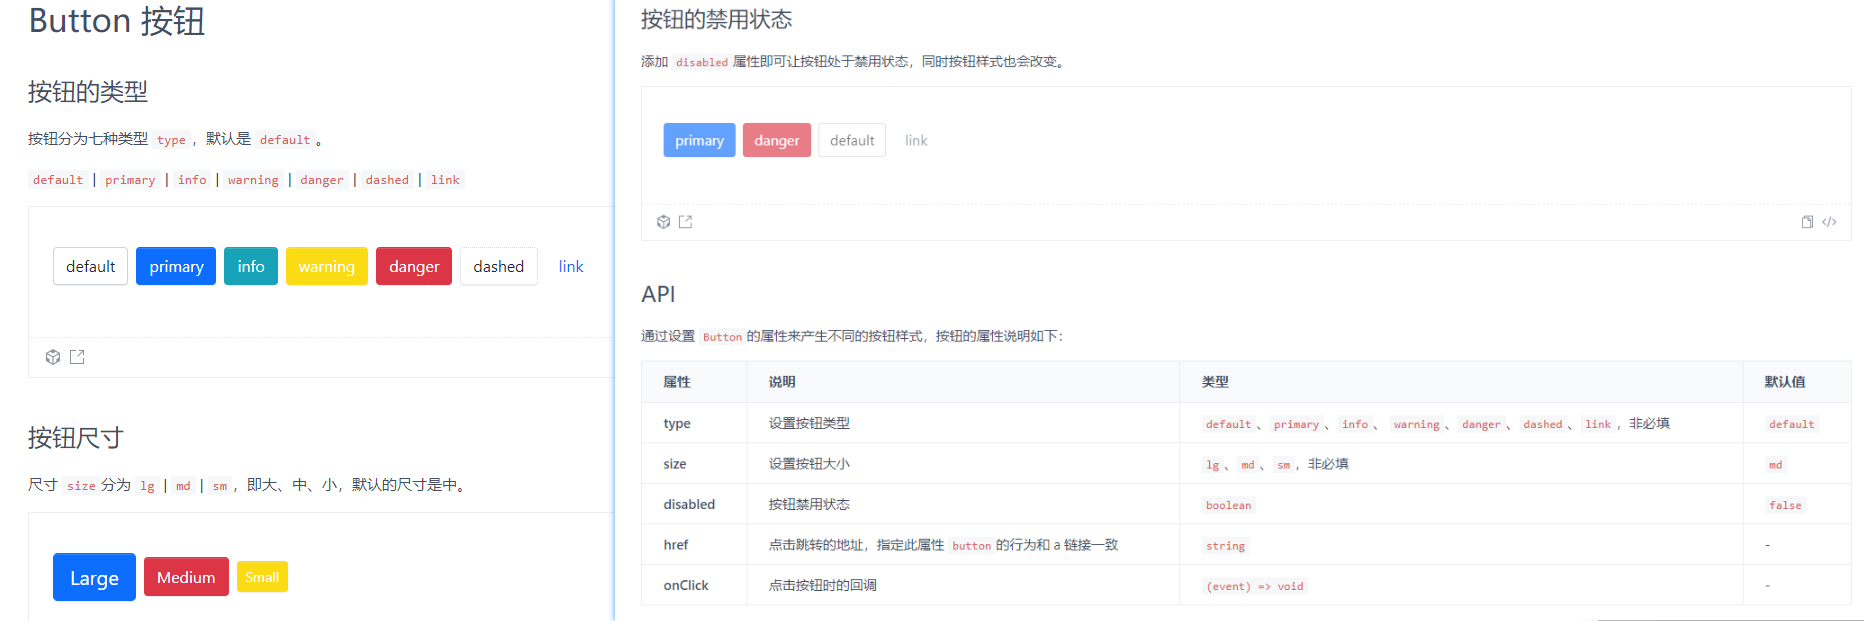 Button 按钮
按钮的类型
按钮分为七种类型 type ，默认是 default 。
default | primary | info | warning | danger | dashed | link
default primary info warning danger dashed link
按钮尺寸
尺寸 size 分为 lg | md | sm ，即大、中、小，默认的尺寸是中。
Large Medium Small
按钮的禁用状态
添加 disabled 属性即可让按钮处于禁用状态，同时按钮样式也会改变。
primary danger default link
</>
API
通过设置 Button 的属性来产生不同的按钮样式，按钮的属性说明如下：
属性 说明 类型 默认值
type 设置按钮类型 default 、 primary 、 info 、 warning 、 danger 、 dashed 、 link ，非必填 default
size 设置按钮大小 lg 、 md 、 sm ，非必填 md
disabled 按钮禁用状态 boolean false
href 点击跳转的地址，指定此属性 button 的行为和 a 链接一致 string -
onClick 点击按钮时的回调 (event) => void -